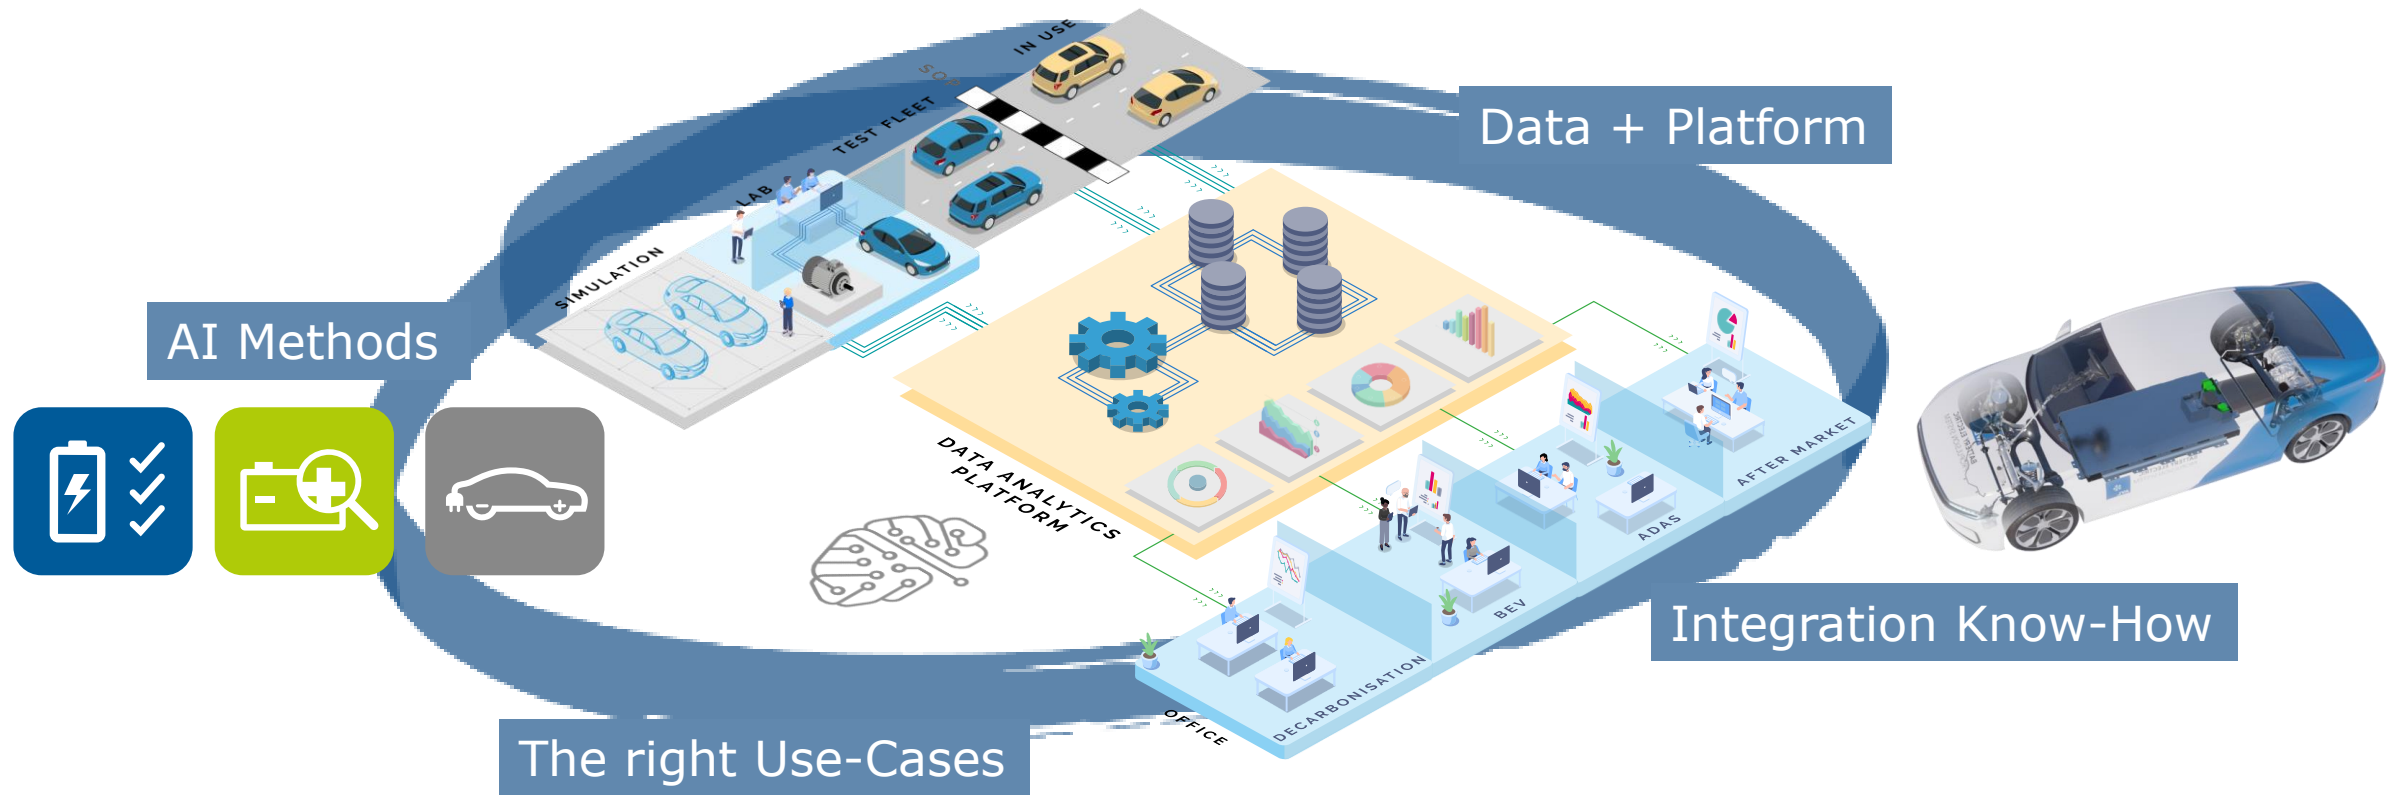 IN USE
SOP
TEST FLEET
LAB
SIMULATION
Data + Platform
AI Methods
DATA ANALYTICS
PLATFORM
AFTER MARKET
ADAS
BEV
DECARBONISATION
OFFICE
Integration Know-How
The right Use-Cases